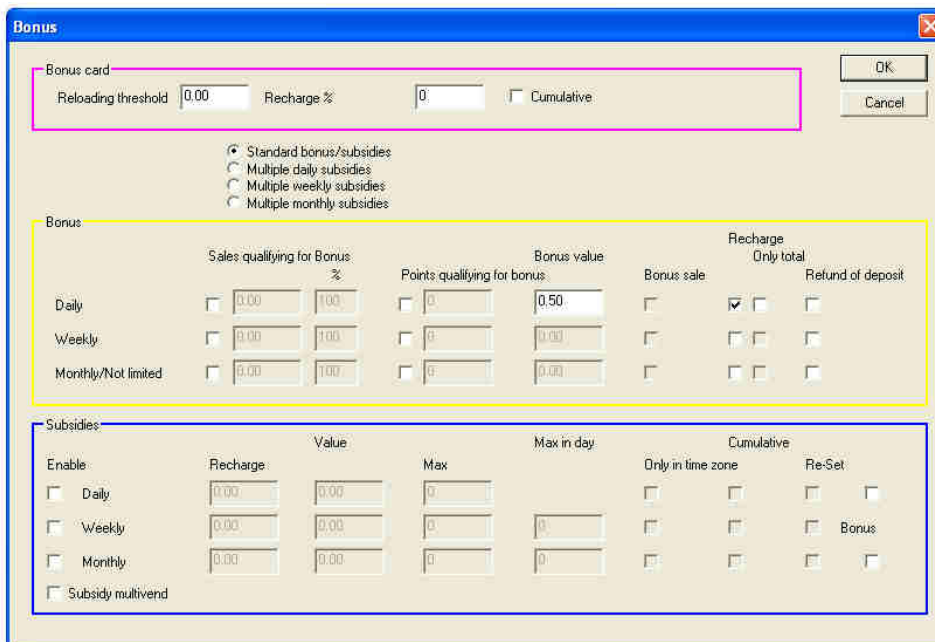 Bonus
Bonus card
OK
Reloading threshold 0.00 Recharge % 0 Cumulative
Cancel
Standard bonus/subsidies
Multiple daily subsidies
Multiple weekly subsidies
Multiple monthly subsidies
Bonus
Recharge
Sales qualifying for Bonus Bonus value Only total
% Points qualifying for bonus Bonus sale Refund of deposit
Daily 0.00 100 0 0.50
Weekly 0.00 100 0 0.00
Monthly/Not limited 0.00 100 0 0.00
Subsidies
Value Max in day Cumulative
Enable Recharge Max Only in time zone Re-Set
Daily 0.00 0.00 0
Weekly 0.00 0.00 0 0 Bonus
Monthly 0.00 0.00 0 0
Subsidy multivend